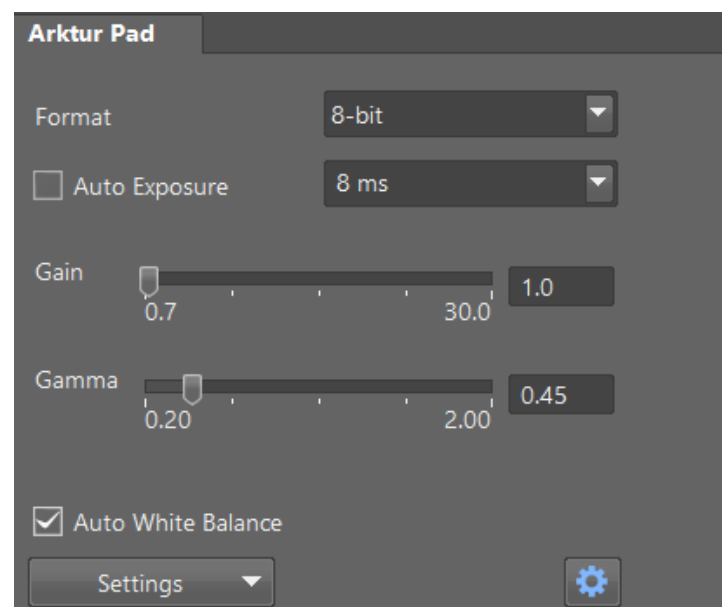 Arktur Pad
Format 8-bit
Auto Exposure 8 ms
Gain 1.0
0.7 30.0
Gamma 0.45
0.20 2.00
Auto White Balance
Settings